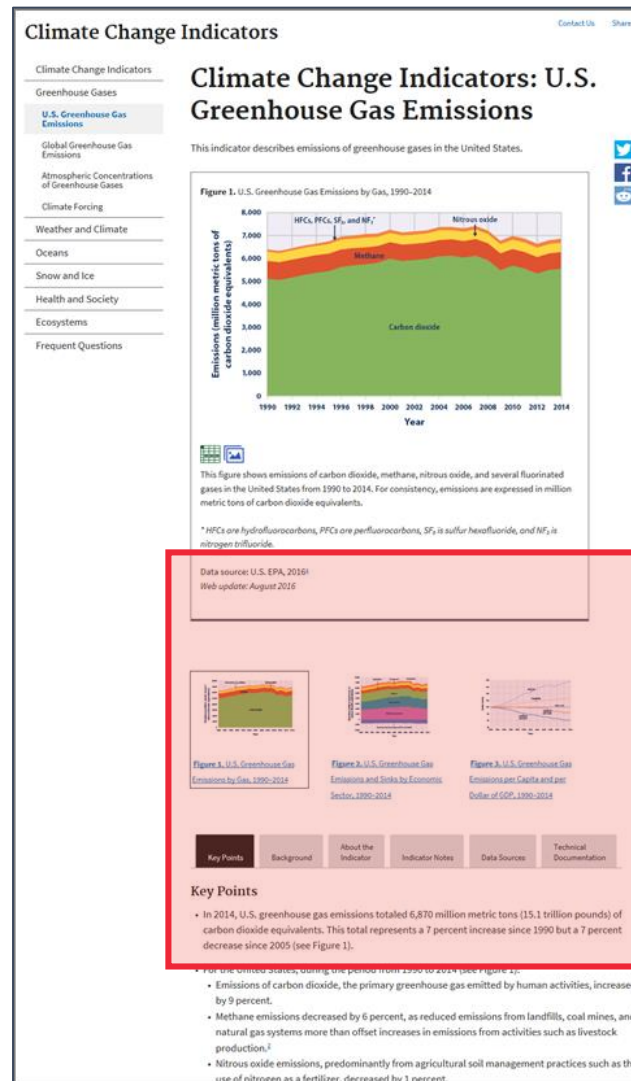 Contact Us Share
Climate Change Indicators
Climate Change Indicators
Greenhouse Gases
U.S. Greenhouse Gas
Emissions
Global Greenhouse Gas
Emissions
Atmospheric Concentrations
of Greenhouse Gases
Climate Forcing
Weather and Climate
Oceans
Snow and Ice
Health and Society
Ecosystems
Frequent Questions
Climate Change Indicators: U.S.
Greenhouse Gas Emissions
This indicator describes emissions of greenhouse gases in the United States.
Figure 1. U.S. Greenhouse Gas Emissions by Gas, 1990–2014
Emissions (million metric tons of
carbon dioxide equivalents)
8,000
7,000
6,000
5,000
4,000
3,000
2,000
1,000
0
HFCs, PFCs, SF₆, and NF₃*
Nitrous oxide
Methane
Carbon dioxide
1990 1992 1994 1996 1998 2000 2002 2004 2006 2008 2010 2012 2014
Year
This figure shows emissions of carbon dioxide, methane, nitrous oxide, and several fluorinated
gases in the United States from 1990 to 2014. For consistency, emissions are expressed in million
metric tons of carbon dioxide equivalents.
* HFCs are hydrofluorocarbons, PFCs are perfluorocarbons, SF₆ is sulfur hexafluoride, and NF₃ is
nitrogen trifluoride.
Data source: U.S. EPA, 2016
Web update: August 2016
Figure 1. U.S. Greenhouse Gas
Emissions by Gas, 1990–2014
Figure 2. U.S. Greenhouse Gas
Emissions and Sinks by Economic
Sector, 1990–2014
Figure 3. U.S. Greenhouse Gas
Emissions per Capita and per
Dollar of GDP, 1990–2014
Key Points
Background
About the
Indicator
Indicator Notes
Data Sources
Technical
Documentation
Key Points
• In 2014, U.S. greenhouse gas emissions totaled 6,870 million metric tons (15.1 trillion pounds) of
carbon dioxide equivalents. This total represents a 7 percent increase since 1990 but a 7 percent
decrease since 2005 (see Figure 1).
• For the United States, during the period from 1990 to 2014 (see Figure 1):
• Emissions of carbon dioxide, the primary greenhouse gas emitted by human activities, increase
by 9 percent.
• Methane emissions decreased by 6 percent, as reduced emissions from landfills, coal mines, and
natural gas systems more than offset increases in emissions from activities such as livestock
production.²
• Nitrous oxide emissions, predominantly from agricultural soil management practices such as th
use of nitrogen as a fertilizer, decreased by 1 percent.